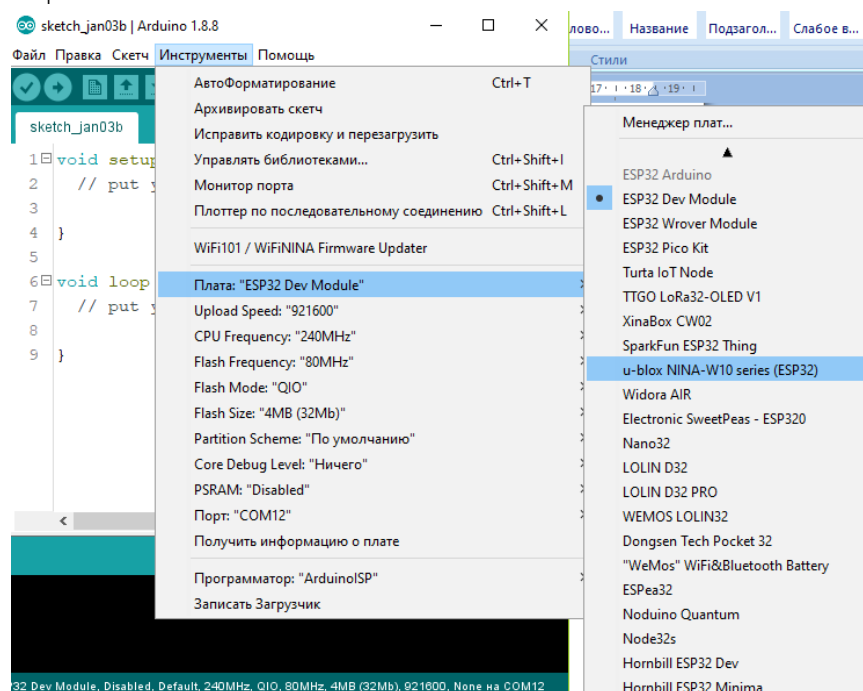 sketch_jan03b | Arduino 1.8.8
Файл Правка Скетч Инструменты Помощь
sketch_jan03b
1 void setup
2 // put y
3
4 }
5
6 void loop
7 // put y
8
9 }
АвтоФорматирование Ctrl+T
Архивировать скетч
Исправить кодировку и перезагрузить
Управлять библиотеками... Ctrl+Shift+I
Монитор порта Ctrl+Shift+M
Плоттер по последовательному соединению Ctrl+Shift+L
WiFi101 / WiFiNINA Firmware Updater
Плата: "ESP32 Dev Module"
Upload Speed: "921600"
CPU Frequency: "240MHz"
Flash Frequency: "80MHz"
Flash Mode: "QIO"
Flash Size: "4MB (32Mb)"
Partition Scheme: "По умолчанию"
Core Debug Level: "Ничего"
PSRAM: "Disabled"
Порт: "COM12"
Получить информацию о плате
Программатор: "ArduinoISP"
Записать Загрузчик
32 Dev Module, Disabled, Default, 240MHz, QIO, 80MHz, 4MB (32Mb), 921600, None на COM12
лово... Название Подзагол... Слабое в...
Стили
17 18 19
Менеджер плат...
ESP32 Arduino
ESP32 Dev Module
ESP32 Wrover Module
ESP32 Pico Kit
Turta IoT Node
TTGO LoRa32-OLED V1
XinaBox CW02
SparkFun ESP32 Thing
u-blox NINA-W10 series (ESP32)
Widora AIR
Electronic SweetPeas - ESP320
Nano32
LOLIN D32
LOLIN D32 PRO
WEMOS LOLIN32
Dongsen Tech Pocket 32
"WeMos" WiFi&Bluetooth Battery
ESPea32
Noduino Quantum
Node32s
Hornbill ESP32 Dev
Hornbill ESP32 Minima